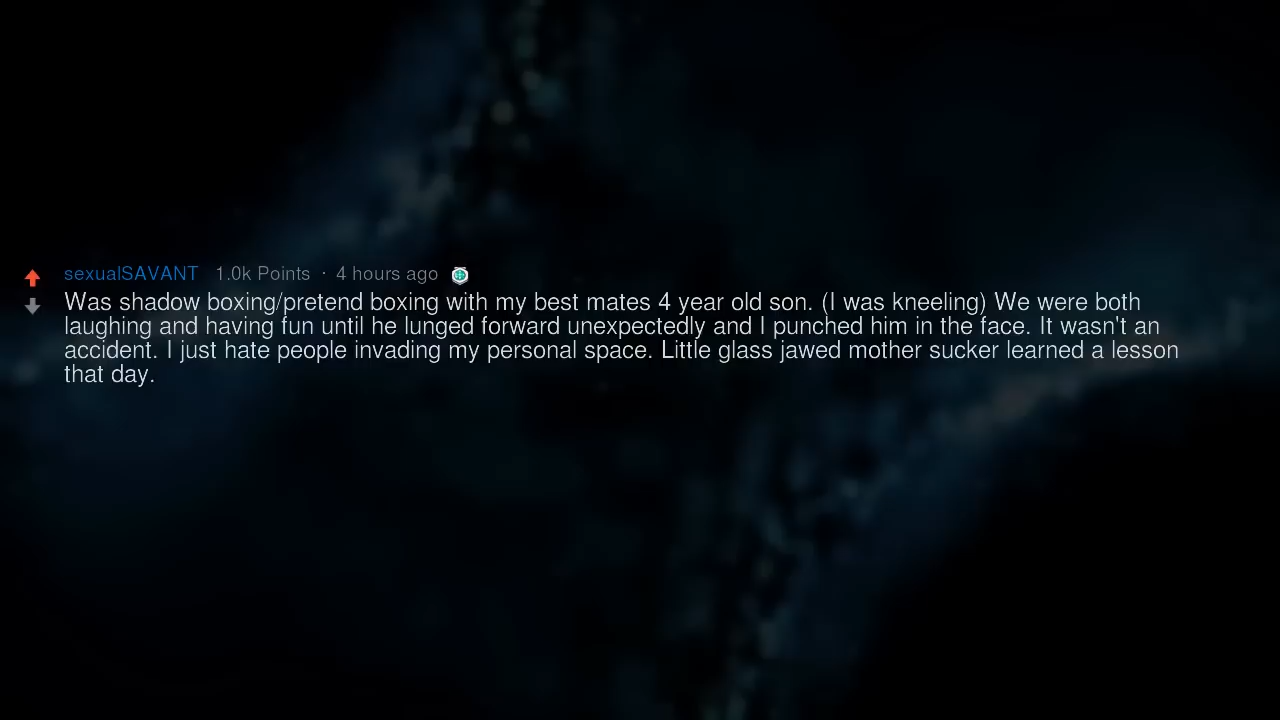 sexualSAVANT 1.0k Points · 4 hours ago
Was shadow boxing/pretend boxing with my best mates 4 year old son. (I was kneeling) We were both
laughing and having fun until he lunged forward unexpectedly and I punched him in the face. It wasn't an
accident. I just hate people invading my personal space. Little glass jawed mother sucker learned a lesson
that day.